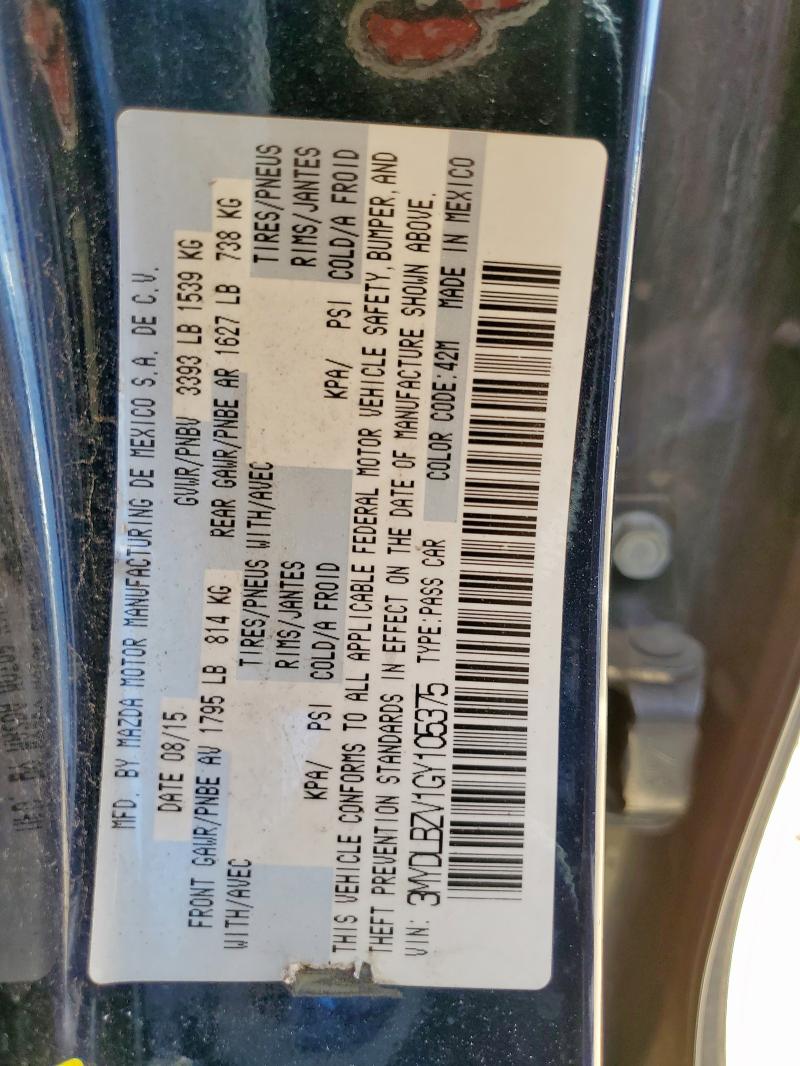 MFD. BY MAZDA MOTOR MANUFACTURING DE MEXICO S.A. DE C.V.
DATE 08/15 GVWR/PNBV 3393 LB 1539 KG
FRONT GAWR/PNBE AV 1795 LB 814 KG REAR GAWR/PNBE AR 1627 LB 738 KG
WITH/AVEC TIRES/PNEUS WITH/AVEC TIRES/PNEUS
RIMS/JANTES RIMS/JANTES
KPA/ PSI COLD/A FROID KPA/ PSI COLD/A FROID
THIS VEHICLE CONFORMS TO ALL APPLICABLE FEDERAL MOTOR VEHICLE SAFETY, BUMPER, AND
THEFT PREVENTION STANDARDS IN EFFECT ON THE DATE OF MANUFACTURE SHOWN ABOVE.
VIN: 3MYDLBZV1GY105375 TYPE:PASS CAR COLOR CODE:42M MADE IN MEXICO